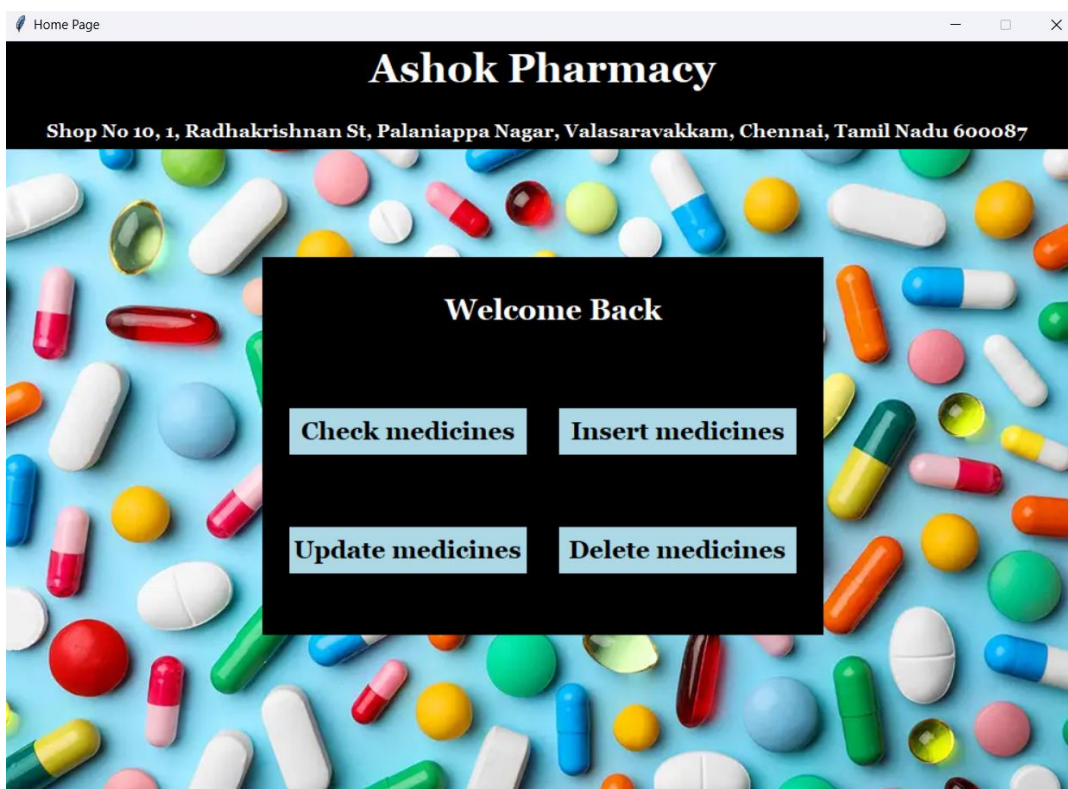 Home Page
Ashok Pharmacy
Shop No 10, 1, Radhakrishnan St, Palaniappa Nagar, Valasaravakkam, Chennai, Tamil Nadu 600087
Welcome Back
Check medicines
Insert medicines
Update medicines
Delete medicines